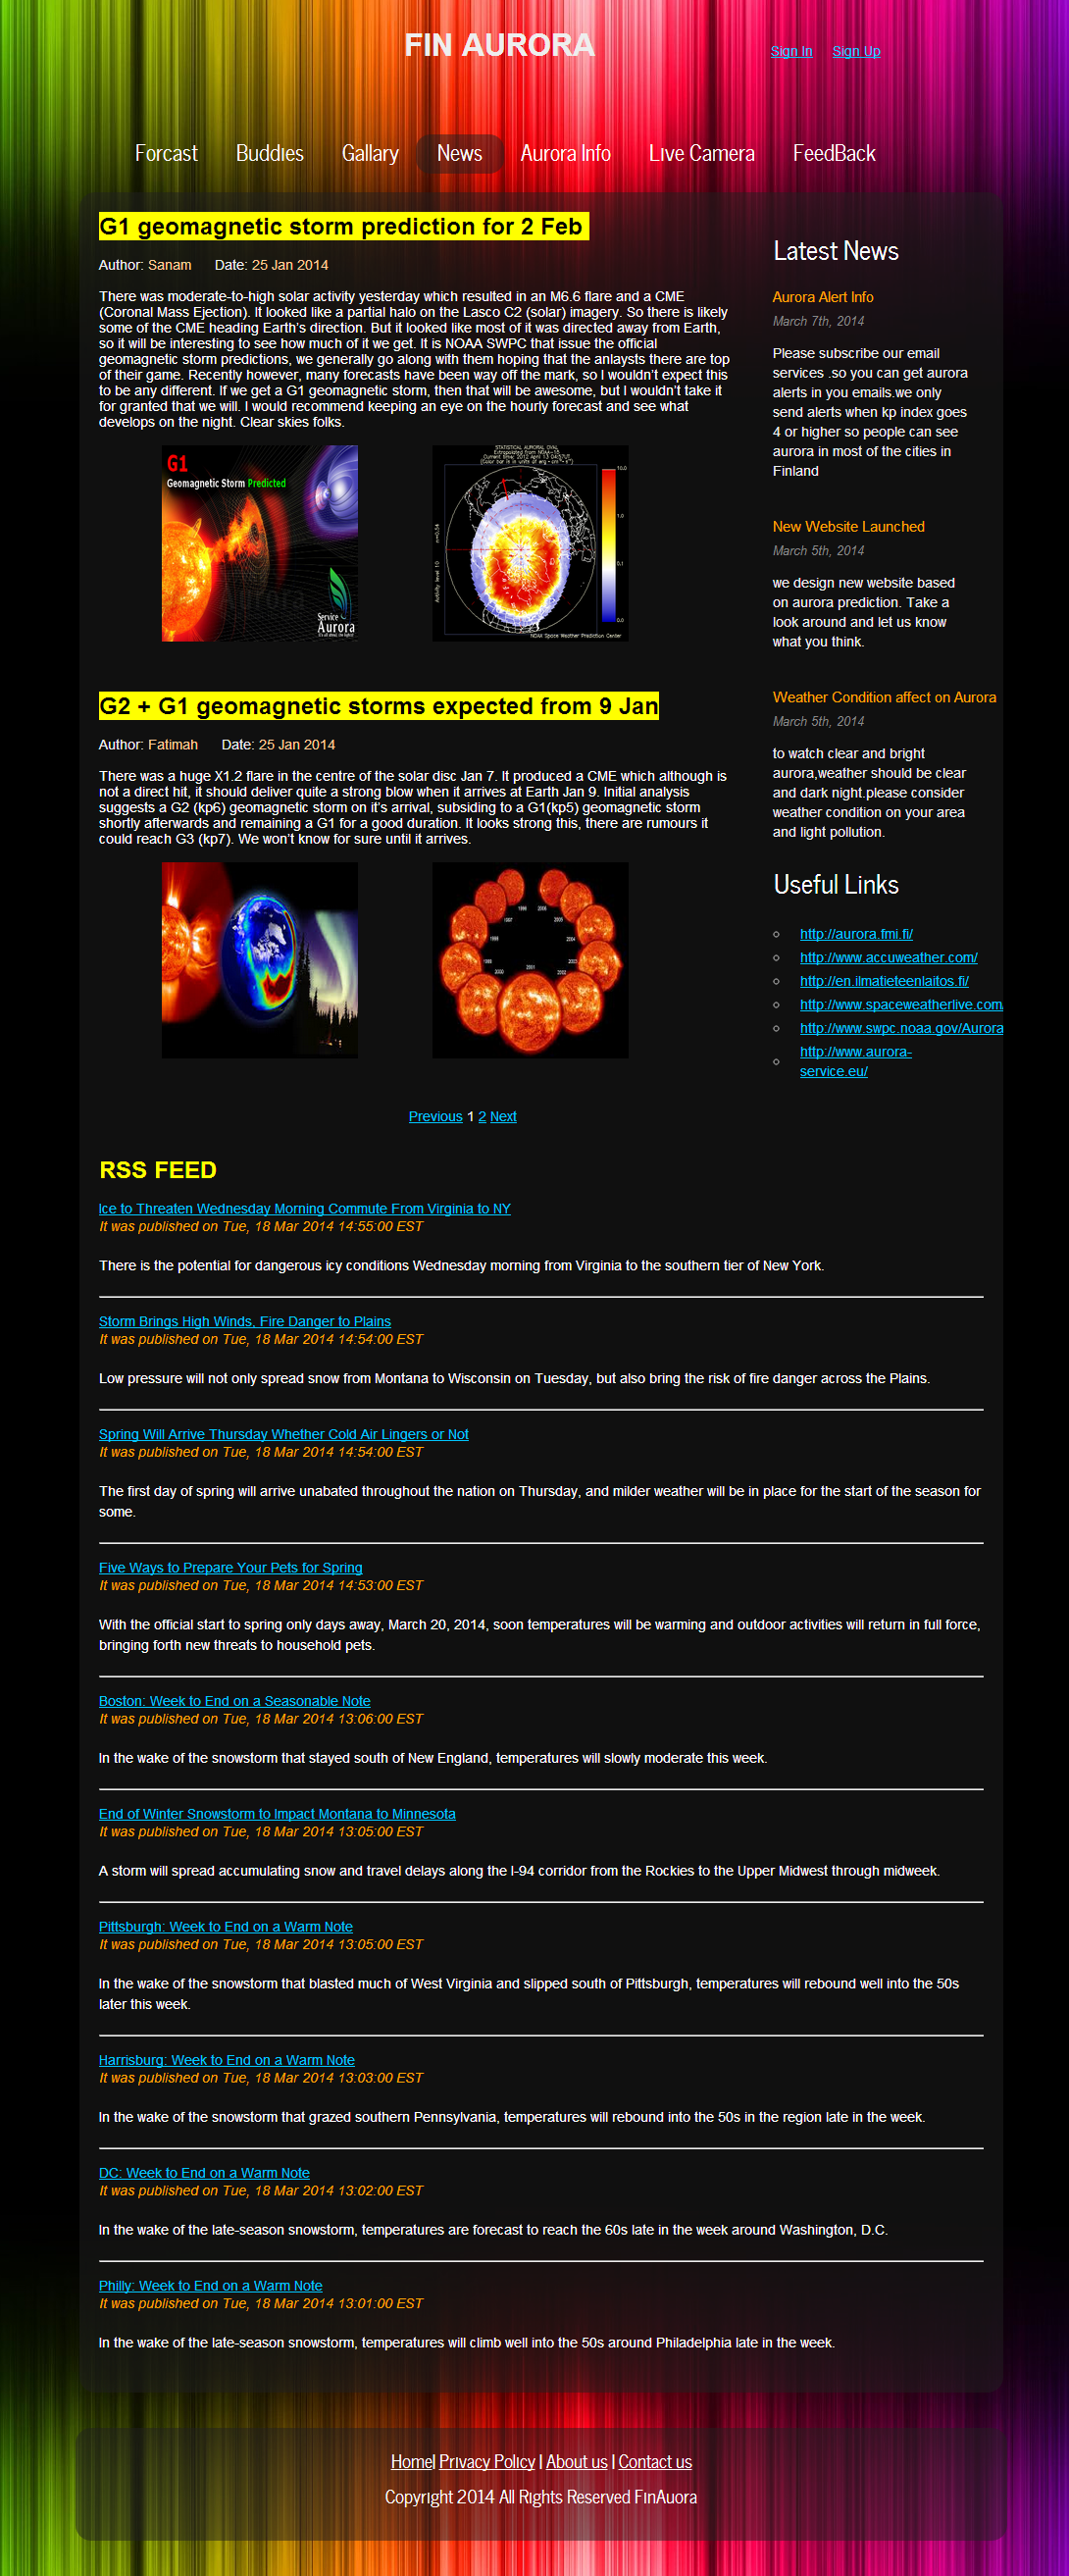 FIN AURORA
Sign In Sign Up
Forcast Buddies Gallary News Aurora Info Live Camera FeedBack
G1 geomagnetic storm prediction for 2 Feb
Author: Sanam Date: 25 Jan 2014
There was moderate-to-high solar activity yesterday which resulted in an M6.6 flare and a CME
(Coronal Mass Ejection). It looked like a partial halo on the Lasco C2 (solar) imagery. So there is likely
some of the CME heading Earth's direction. But it looked like most of it was directed away from Earth,
so it will be interesting to see how much of it we get. It is NOAA SWPC that issue the official
geomagnetic storm predictions, we generally go along with them hoping that the anlaysts there are top
of their game. Recently however, many forecasts have been way off the mark, so I wouldn't expect this
to be any different. If we get a G1 geomagnetic storm, then that will be awesome, but I wouldn't take it
for granted that we will. I would recommend keeping an eye on the hourly forecast and see what
develops on the night. Clear skies folks.
G1
Geomagnetic Storm Predicted
Aurora
Service
Aurora
STATISTICAL AURORAL OVAL
Extrapolated from NOAA-15
10.0
1.0
0.1
0.0
Activity level 10 n=0.54
NOAA Space Weather Prediction Center
G2 + G1 geomagnetic storms expected from 9 Jan
Author: Fatimah Date: 25 Jan 2014
There was a huge X1.2 flare in the centre of the solar disc Jan 7. It produced a CME which although is
not a direct hit, it should deliver quite a strong blow when it arrives at Earth Jan 9. Initial analysis
suggests a G2 (kp6) geomagnetic storm on it's arrival, subsiding to a G1(kp5) geomagnetic storm
shortly afterwards and remaining a G1 for a good duration. It looks strong this, there are rumours it
could reach G3 (kp7). We won't know for sure until it arrives.
Previous 1 2 Next
Latest News
Aurora Alert Info
March 7th, 2014
Please subscribe our email
services .so you can get aurora
alerts in you emails.we only
send alerts when kp index goes
4 or higher so people can see
aurora in most of the cities in
Finland
New Website Launched
March 5th, 2014
we design new website based
on aurora prediction. Take a
look around and let us know
what you think.
Weather Condition affect on Aurora
March 5th, 2014
to watch clear and bright
aurora,weather should be clear
and dark night.please consider
weather condition on your area
and light pollution.
Useful Links
http://aurora.fmi.fi/
http://www.accuweather.com/
http://en.ilmatieteenlaitos.fi/
http://www.spaceweatherlive.com/
http://www.swpc.noaa.gov/Aurora
http://www.aurora-
service.eu/
RSS FEED
Ice to Threaten Wednesday Morning Commute From Virginia to NY
It was published on Tue, 18 Mar 2014 14:55:00 EST
There is the potential for dangerous icy conditions Wednesday morning from Virginia to the southern tier of New York.
Storm Brings High Winds, Fire Danger to Plains
It was published on Tue, 18 Mar 2014 14:54:00 EST
Low pressure will not only spread snow from Montana to Wisconsin on Tuesday, but also bring the risk of fire danger across the Plains.
Spring Will Arrive Thursday Whether Cold Air Lingers or Not
It was published on Tue, 18 Mar 2014 14:54:00 EST
The first day of spring will arrive unabated throughout the nation on Thursday, and milder weather will be in place for the start of the season for
some.
Five Ways to Prepare Your Pets for Spring
It was published on Tue, 18 Mar 2014 14:53:00 EST
With the official start to spring only days away, March 20, 2014, soon temperatures will be warming and outdoor activities will return in full force,
bringing forth new threats to household pets.
Boston: Week to End on a Seasonable Note
It was published on Tue, 18 Mar 2014 13:06:00 EST
In the wake of the snowstorm that stayed south of New England, temperatures will slowly moderate this week.
End of Winter Snowstorm to Impact Montana to Minnesota
It was published on Tue, 18 Mar 2014 13:05:00 EST
A storm will spread accumulating snow and travel delays along the I-94 corridor from the Rockies to the Upper Midwest through midweek.
Pittsburgh: Week to End on a Warm Note
It was published on Tue, 18 Mar 2014 13:05:00 EST
In the wake of the snowstorm that blasted much of West Virginia and slipped south of Pittsburgh, temperatures will rebound well into the 50s
later this week.
Harrisburg: Week to End on a Warm Note
It was published on Tue, 18 Mar 2014 13:03:00 EST
In the wake of the snowstorm that grazed southern Pennsylvania, temperatures will rebound into the 50s in the region late in the week.
DC: Week to End on a Warm Note
It was published on Tue, 18 Mar 2014 13:02:00 EST
In the wake of the late-season snowstorm, temperatures are forecast to reach the 60s late in the week around Washington, D.C.
Philly: Week to End on a Warm Note
It was published on Tue, 18 Mar 2014 13:01:00 EST
In the wake of the late-season snowstorm, temperatures will climb well into the 50s around Philadelphia late in the week.
Home| Privacy Policy | About us | Contact us
Copyright 2014 All Rights Reserved FinAuora